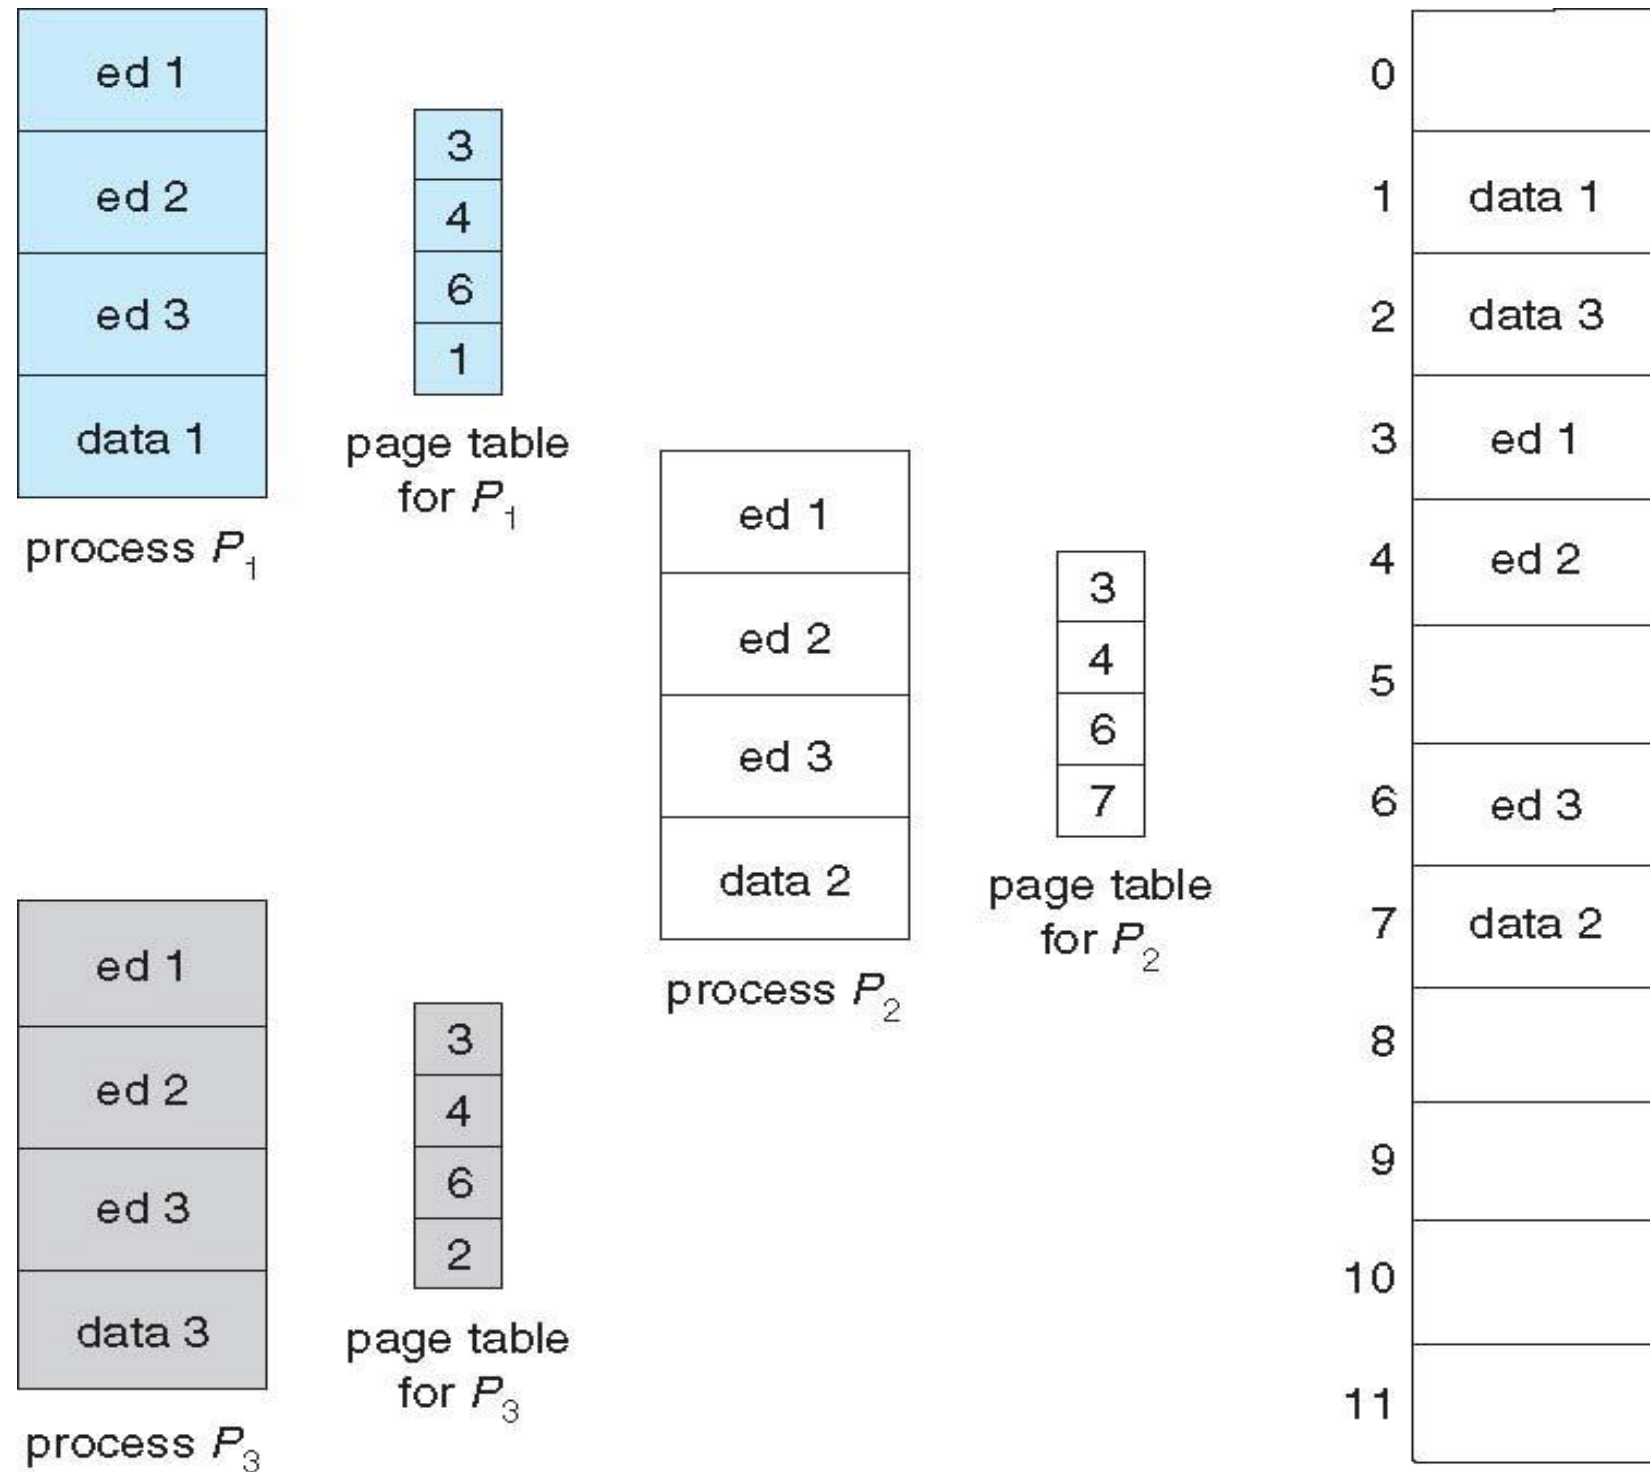 ed 1
ed 2
ed 3
data 1
process P1
3
4
6
1
page table
for P1
ed 1
ed 2
ed 3
data 2
process P2
3
4
6
7
page table
for P2
ed 1
ed 2
ed 3
data 3
process P3
3
4
6
2
page table
for P3
0
1 data 1
2 data 3
3 ed 1
4 ed 2
5
6 ed 3
7 data 2
8
9
10
11